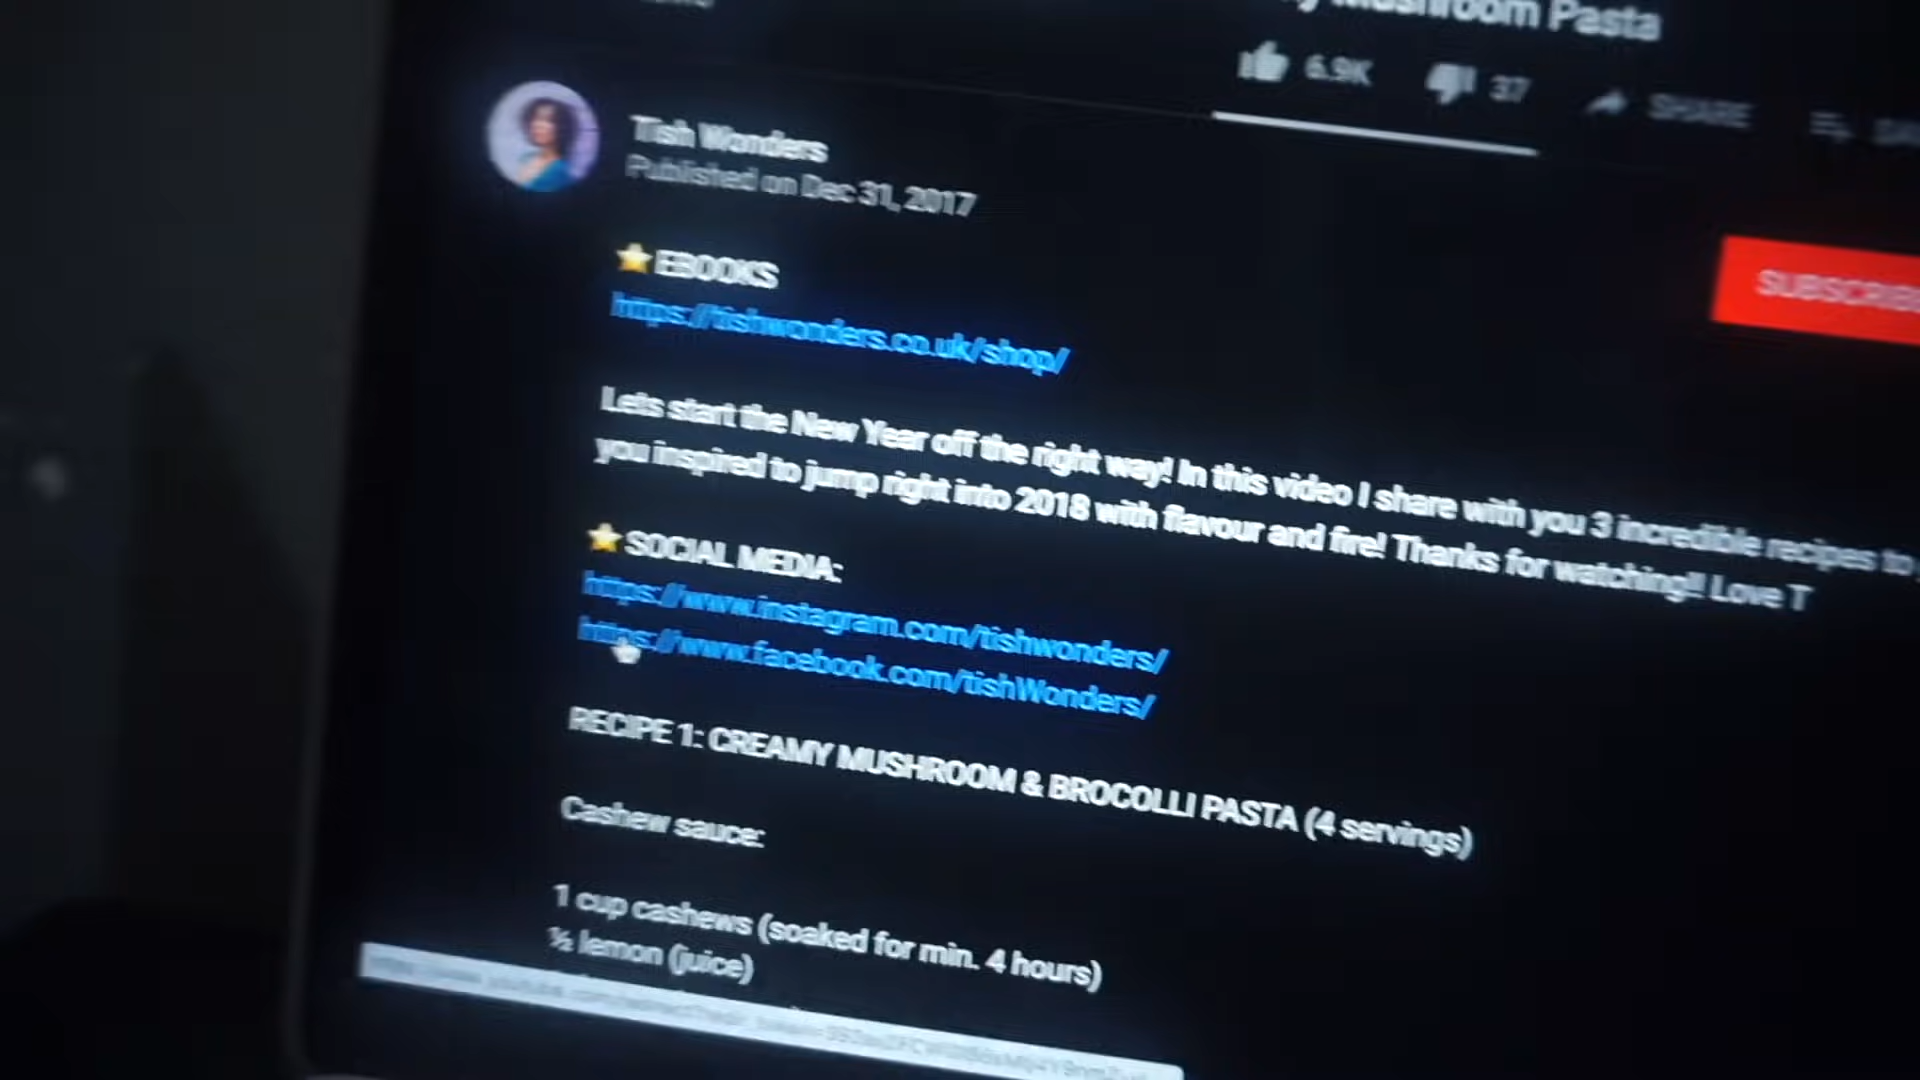 Mushroom Pasta
6.9K 37 SHARE
Tish Wonders
Published on Dec 31, 2017
SUBSCRIBE
⭐EBOOKS
https://tishwonders.co.uk/shop/
Lets start the New Year off the right way! In this video I share with you 3 incredible recipes to
you inspired to jump right into 2018 with flavour and fire! Thanks for watching!! Love T
⭐SOCIAL MEDIA:
https://www.instagram.com/tishwonders/
https://www.facebook.com/tishWonders/
RECIPE 1: CREAMY MUSHROOM & BROCOLLI PASTA (4 servings)
Cashew sauce:
1 cup cashews (soaked for min. 4 hours)
½ lemon (juice)